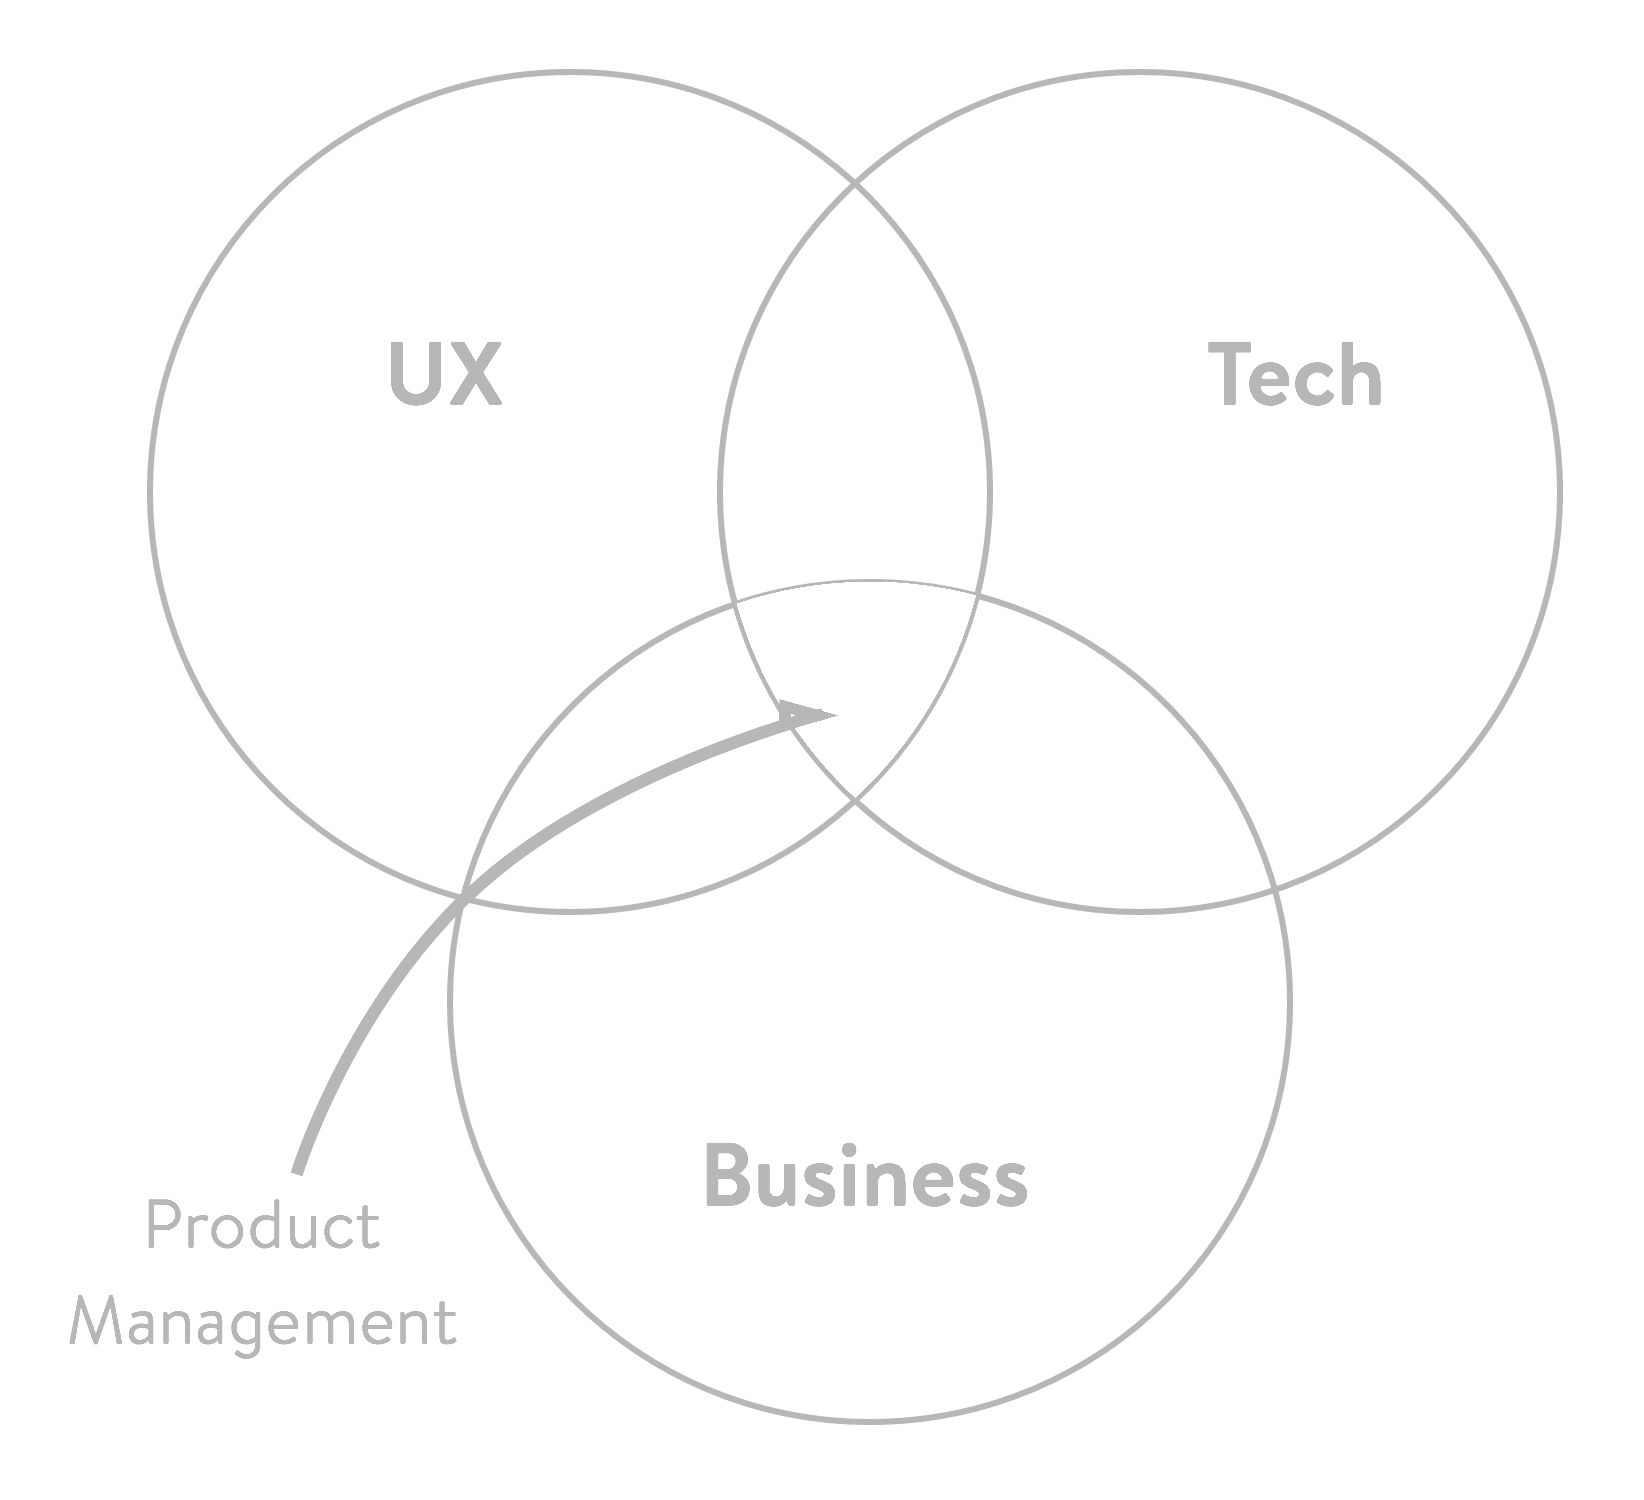 UX
Tech
Business
Product
Management